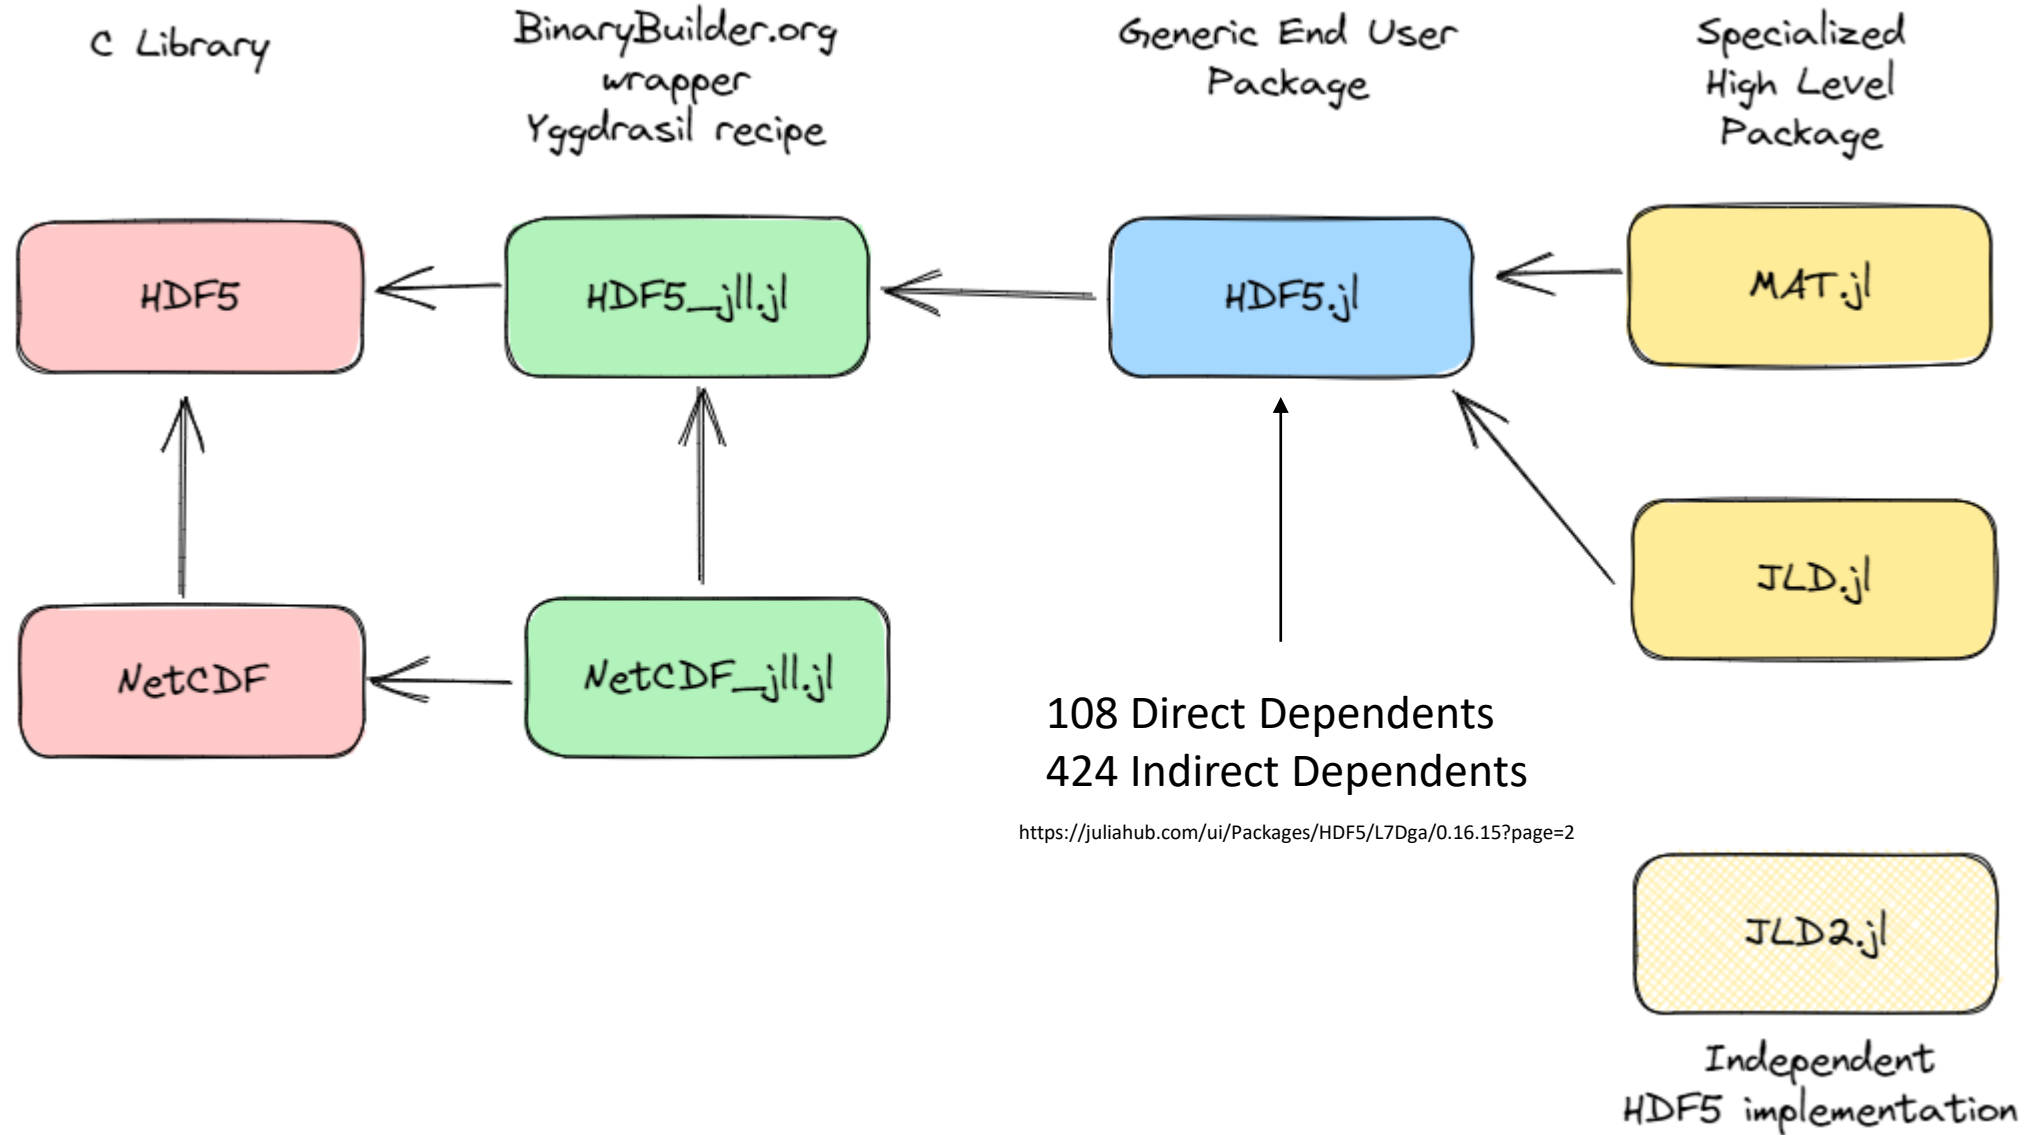 C Library
BinaryBuilder.org
wrapper
Yggdrasil recipe
Generic End User
Package
Specialized
High Level
Package
HDF5
HDF5_jll.jl
HDF5.jl
MAT.jl
JLD.jl
NetCDF
NetCDF_jll.jl
108 Direct Dependents
424 Indirect Dependents
https://juliahub.com/ui/Packages/HDF5/L7Dga/0.16.15?page=2
JLD2.jl
Independent
HDF5 implementation